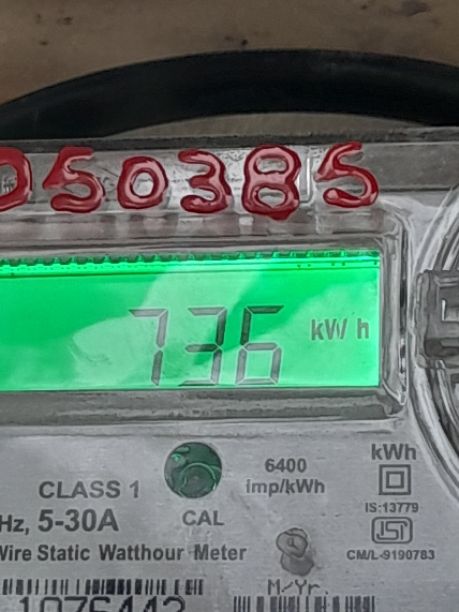 050385
736 kWh
6400
imp/kWh
kWh
CLASS 1
IS:13779
Hz, 5-30A
CAL
Wire Static Watthour Meter
CM/L-9190783
M/Yr.
1076442